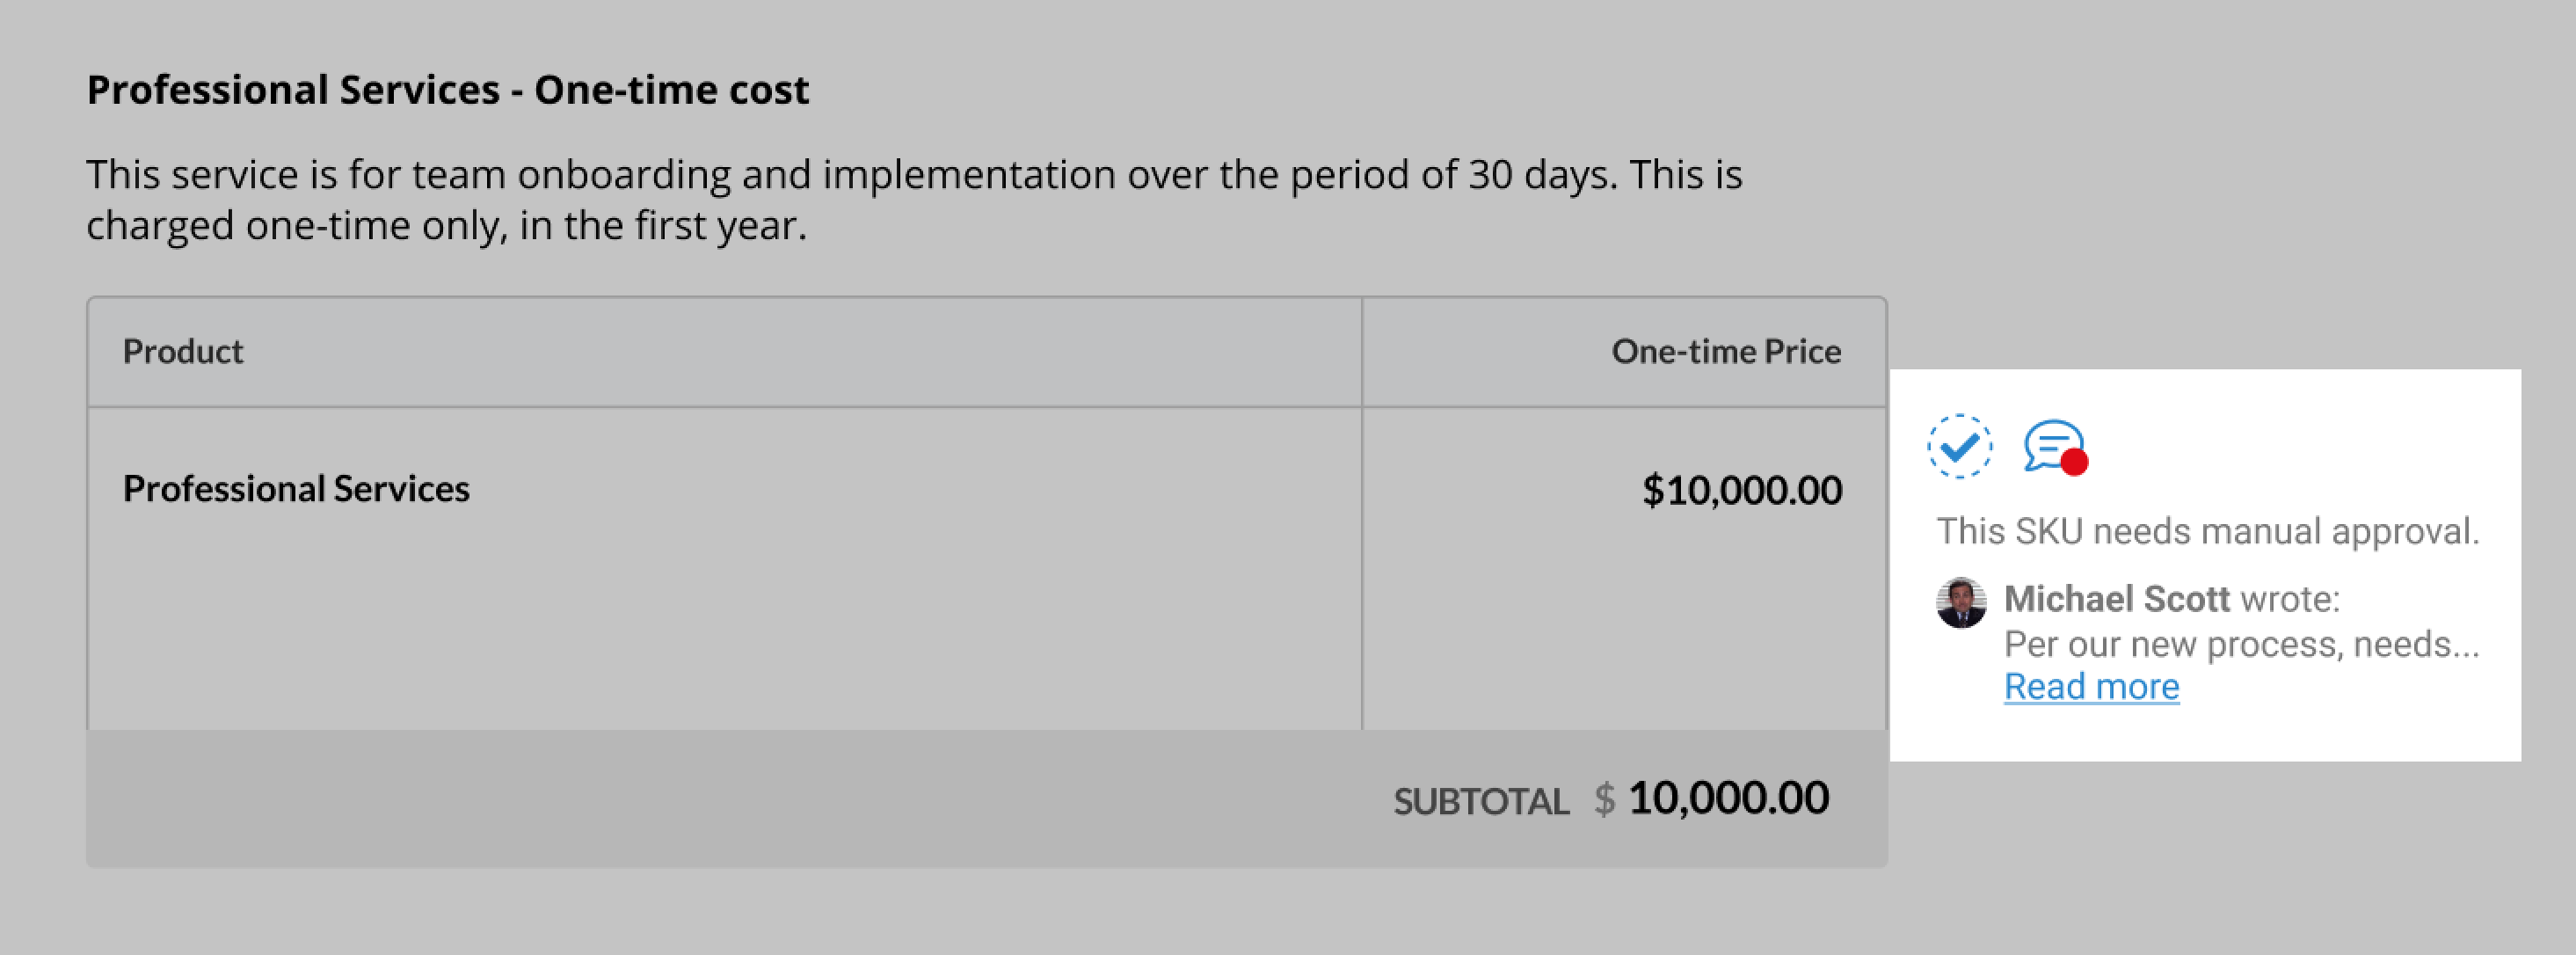 Professional Services - One-time cost
This service is for team onboarding and implementation over the period of 30 days. This is
charged one-time only, in the first year.
Product One-time Price
Professional Services $10,000.00
This SKU needs manual approval.
Michael Scott wrote:
Per our new process, needs...
Read more
SUBTOTAL $ 10,000.00